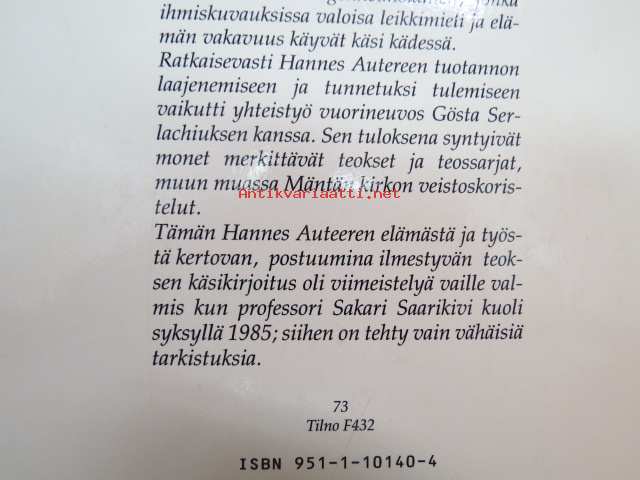 ihmiskuvauksissa valoisa leikkimieli ja elä-
män vakavuus käyvät käsi kädessä.
Ratkaisevasti Hannes Autereen tuotannon
laajenemiseen ja tunnetuksi tulemiseen
vaikutti yhteistyö vuorineuvos Gösta Ser-
lachiuksen kanssa. Sen tuloksena syntyivät
monet merkittävät teokset ja teossarjat,
muun muassa Mäntän kirkon veistoskoris-
Antikvariaatti.net
telut.
Tämän Hannes Auteeren elämästä ja työs-
tä kertovan, postuumina ilmestyvän teok-
sen käsikirjoitus oli viimeistelyä vaille val-
mis kun professori Sakari Saarikivi kuoli
syksyllä 1985; siihen on tehty vain vähäisiä
tarkistuksia.
73
Tilno F432
ISBN 951-1-10140-4